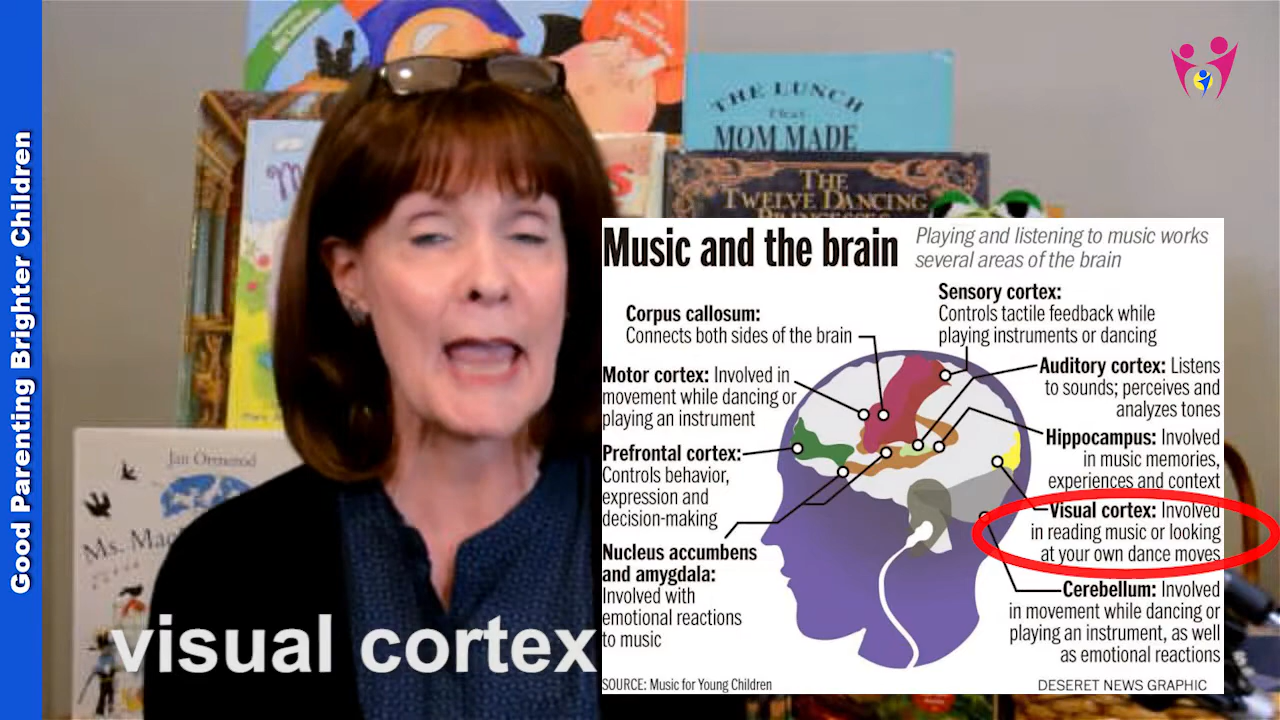 Good Parenting Brighter Children
THE LUNCH
MOM MADE
THE
TWELVE DANCING
Jan Ormerod
visual cortex
Music and the brain
Playing and listening to music works
several areas of the brain
Corpus callosum:
Connects both sides of the brain
Sensory cortex:
Controls tactile feedback while
playing instruments or dancing
Motor cortex: Involved in
movement while dancing or
playing an instrument
Auditory cortex: Listens
to sounds; perceives and
analyzes tones
Prefrontal cortex:
Controls behavior,
expression and
decision-making
Hippocampus: Involved
in music memories,
experiences and context
Visual cortex: Involved
in reading music or looking
at your own dance moves
Nucleus accumbens
and amygdala:
Involved with
emotional reactions
to music
Cerebellum: Involved
in movement while dancing or
playing an instrument, as well
as emotional reactions
SOURCE: Music for Young Children
DESERET NEWS GRAPHIC